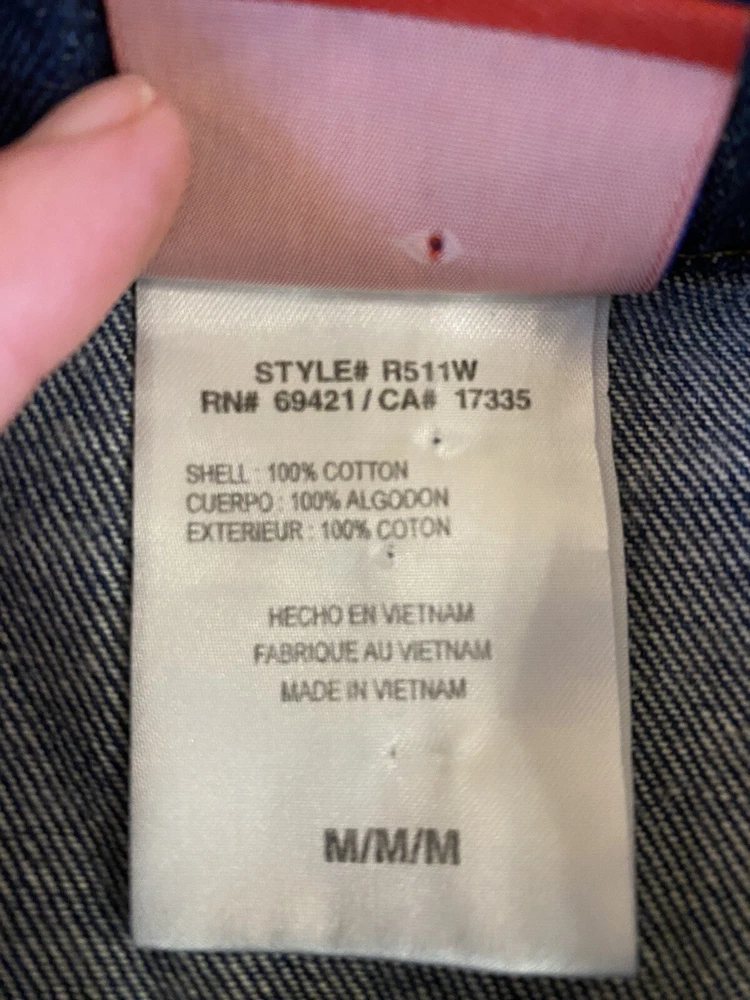 STYLE# R511W
RN# 69421 / CA# 17335
SHELL : 100% COTTON
CUERPO : 100% ALGODON
EXTERIEUR : 100% COTON
HECHO EN VIETNAM
FABRIQUE AU VIETNAM
MADE IN VIETNAM
M/M/M